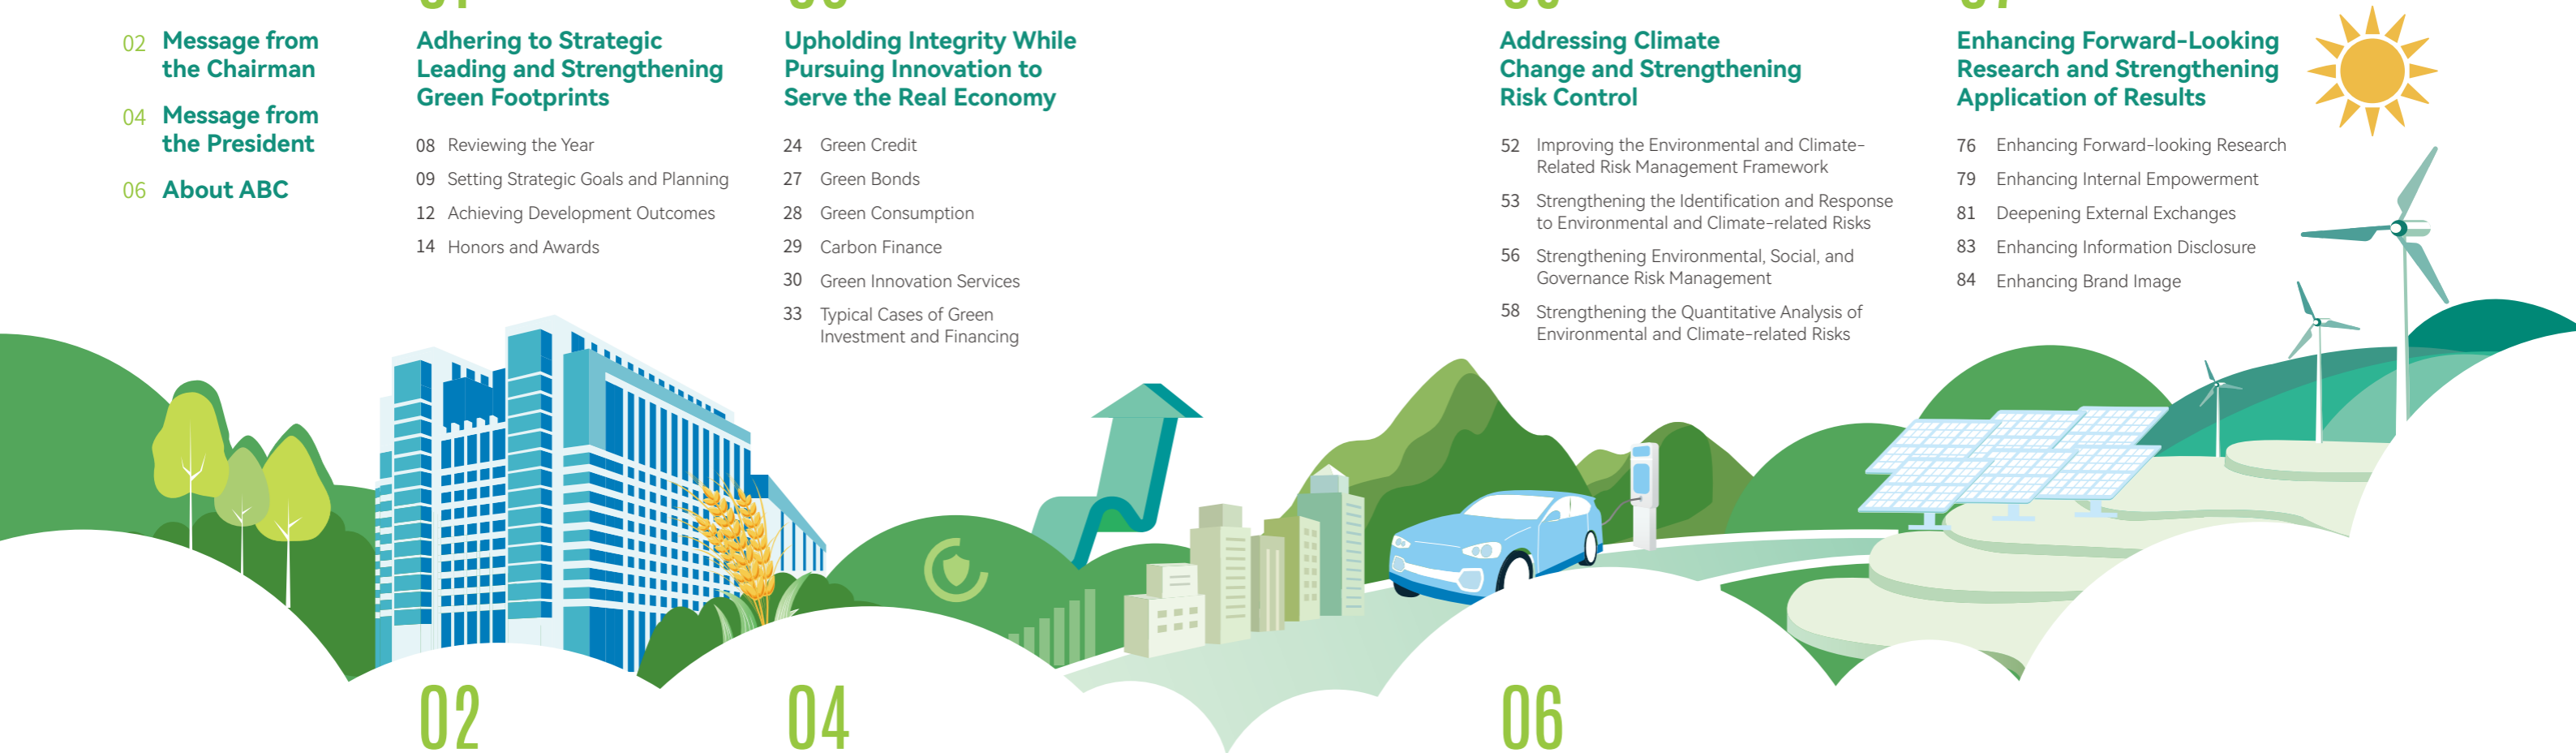 02 Message from
the Chairman
04 Message from
the President
06 About ABC
Adhering to Strategic
Leading and Strengthening
Green Footprints
08 Reviewing the Year
09 Setting Strategic Goals and Planning
12 Achieving Development Outcomes
14 Honors and Awards
Upholding Integrity While
Pursuing Innovation to
Serve the Real Economy
24 Green Credit
27 Green Bonds
28 Green Consumption
29 Carbon Finance
30 Green Innovation Services
33 Typical Cases of Green
Investment and Financing
Addressing Climate
Change and Strengthening
Risk Control
52 Improving the Environmental and Climate-
Related Risk Management Framework
53 Strengthening the Identification and Response
to Environmental and Climate-related Risks
56 Strengthening Environmental, Social, and
Governance Risk Management
58 Strengthening the Quantitative Analysis of
Environmental and Climate-related Risks
Enhancing Forward-Looking
Research and Strengthening
Application of Results
76 Enhancing Forward-looking Research
79 Enhancing Internal Empowerment
81 Deepening External Exchanges
83 Enhancing Information Disclosure
84 Enhancing Brand Image
02
04
06